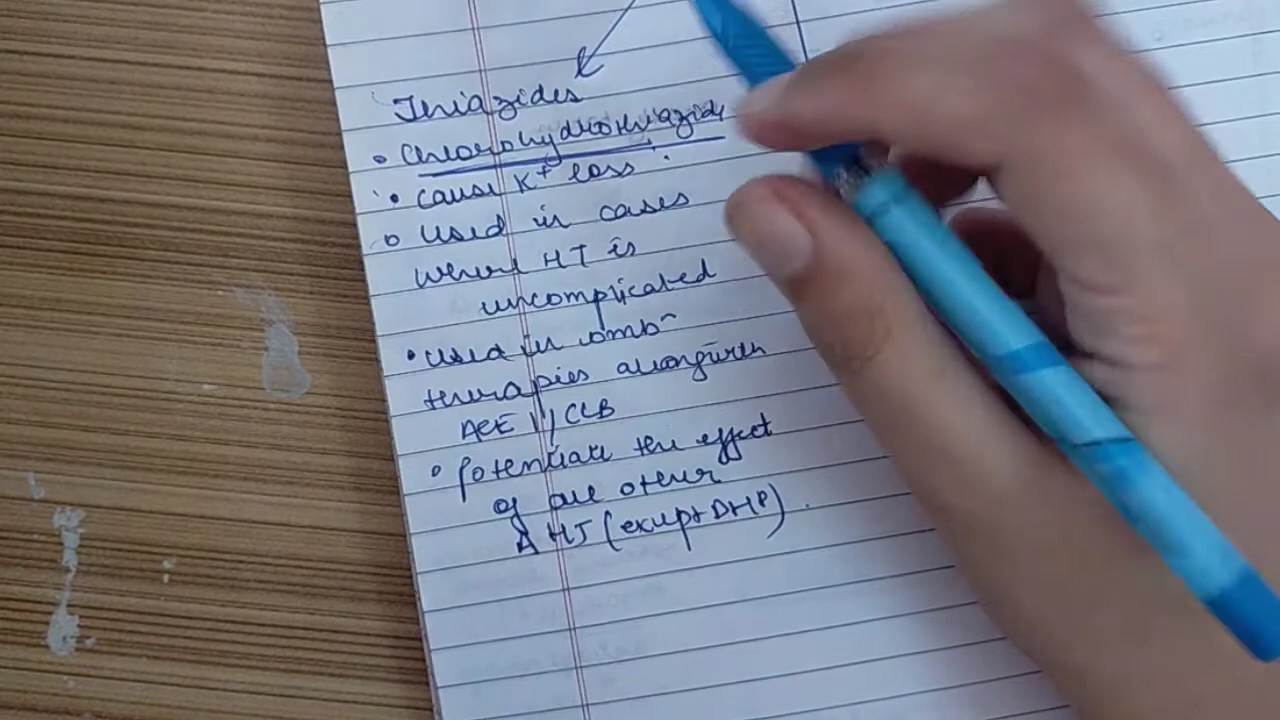 Thiazides
• Chlorohydrothiazide
• cause K+ loss.
• used in cases
where HT is
uncomplicated
• used in combⁿ
therapies alongwith
ACE I / CCB
• potentiate the effect
of all other
AHT (except DHP).